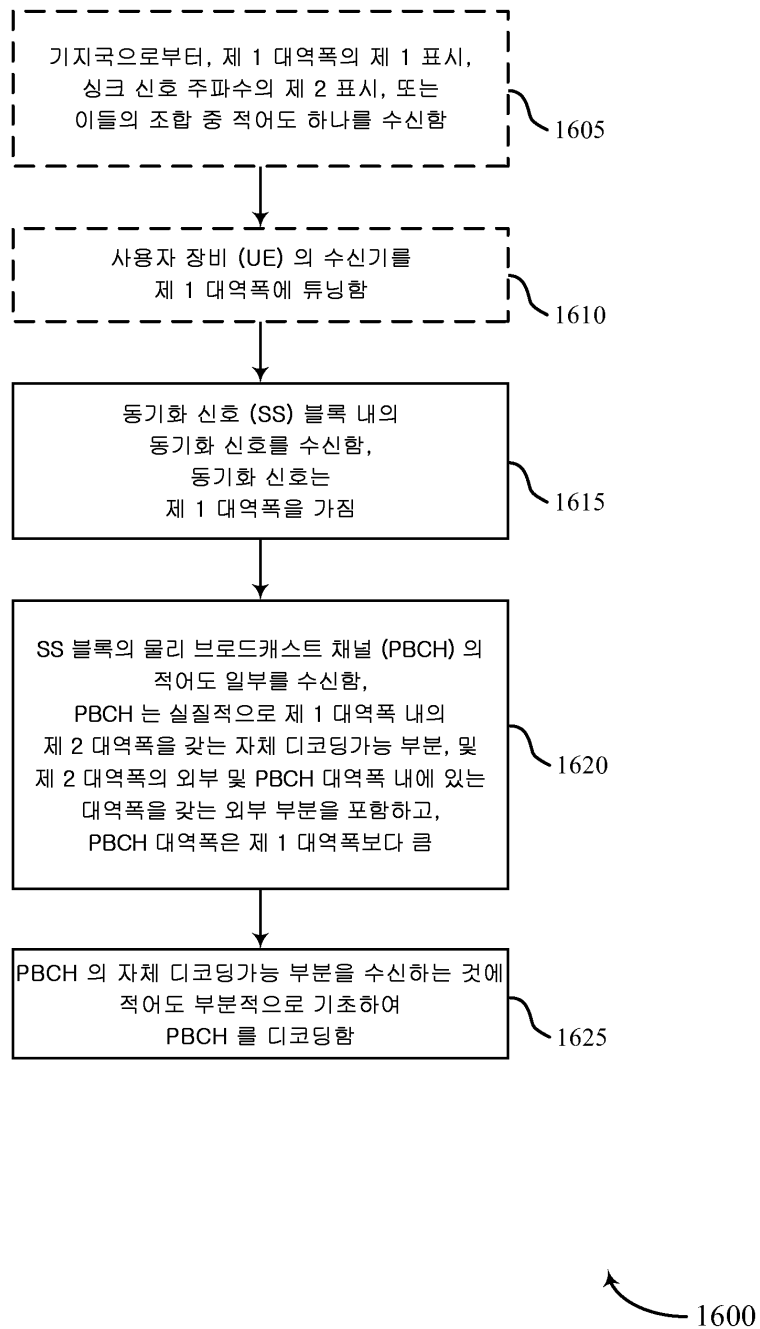 기지국으로부터, 제 1 대역폭의 제 1 표시,
싱크 신호 주파수의 제 2 표시, 또는
이들의 조합 중 적어도 하나를 수신함
1605
사용자 장비 (UE) 의 수신기를
제 1 대역폭에 튜닝함
1610
동기화 신호 (SS) 블록 내의
동기화 신호를 수신함,
동기화 신호는
제 1 대역폭을 가짐
1615
SS 블록의 물리 브로드캐스트 채널 (PBCH) 의
적어도 일부를 수신함,
PBCH 는 실질적으로 제 1 대역폭 내의
제 2 대역폭을 갖는 자체 디코딩가능 부분, 및
제 2 대역폭의 외부 및 PBCH 대역폭 내에 있는
대역폭을 갖는 외부 부분을 포함하고,
PBCH 대역폭은 제 1 대역폭보다 큼
1620
PBCH 의 자체 디코딩가능 부분을 수신하는 것에
적어도 부분적으로 기초하여
PBCH 를 디코딩함
1625
1600